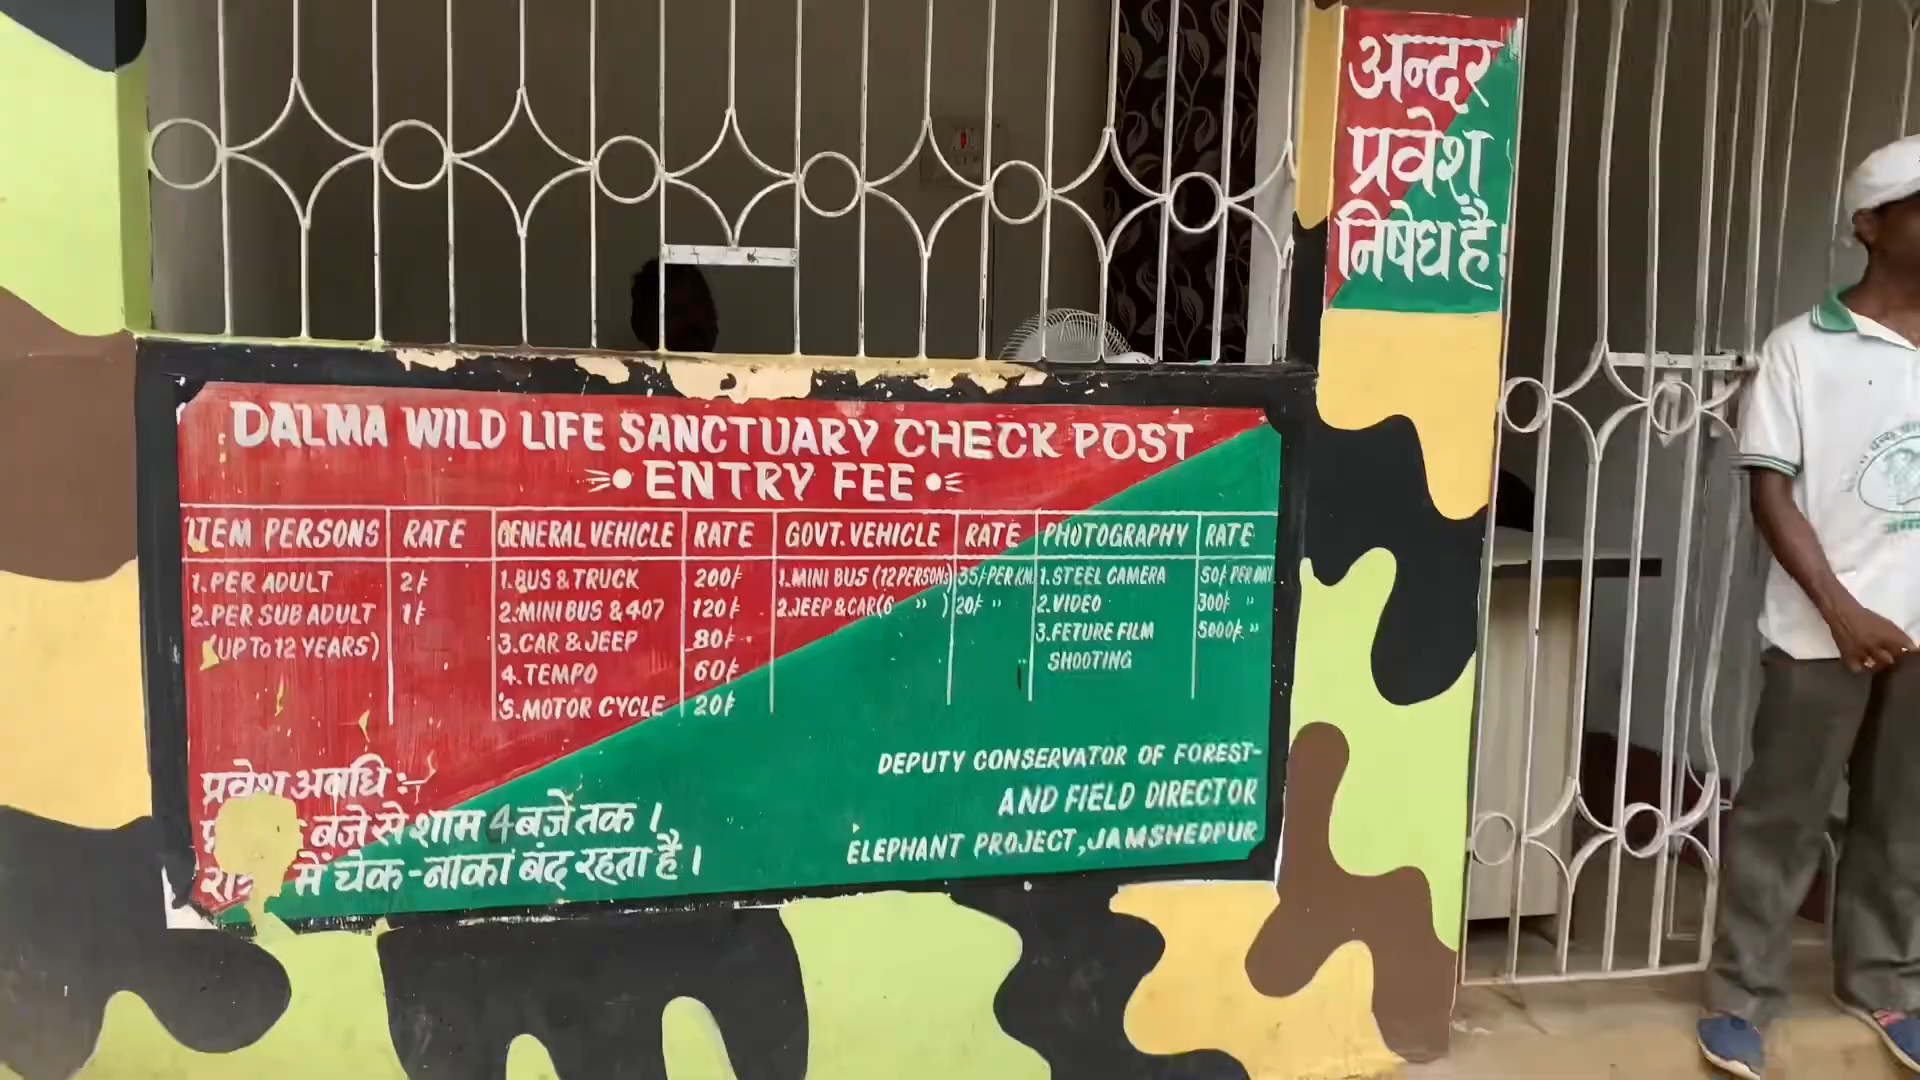 अन्दर
प्रवेश
निषेध है।
DALMA WILD LIFE SANCTUARY CHECK POST
ENTRY FEE
ITEM PERSONS RATE GENERAL VEHICLE RATE GOVT. VEHICLE RATE PHOTOGRAPHY RATE
1.PER ADULT 2/- 1.BUS & TRUCK 200/- 1.MINI BUS (12 PERSONS) 35/- PER KM. 1.STEEL CAMERA 50/- PER DAY
2.PER SUB ADULT 1/- 2.MINI BUS & 407 120/- 2.JEEP & CAR (6 " ) 20/- " 2.VIDEO 300/- "
(UP TO 12 YEARS) 3.CAR & JEEP 80/- 3.FETURE FILM 5000/- "
4.TEMPO 60/- SHOOTING
5.MOTOR CYCLE 20/-
प्रवेश अवधि :-
बजे से शाम 4 बजे तक ।
में चेक-नाका बंद रहता है ।
DEPUTY CONSERVATOR OF FOREST-
AND FIELD DIRECTOR
ELEPHANT PROJECT, JAMSHEDPUR